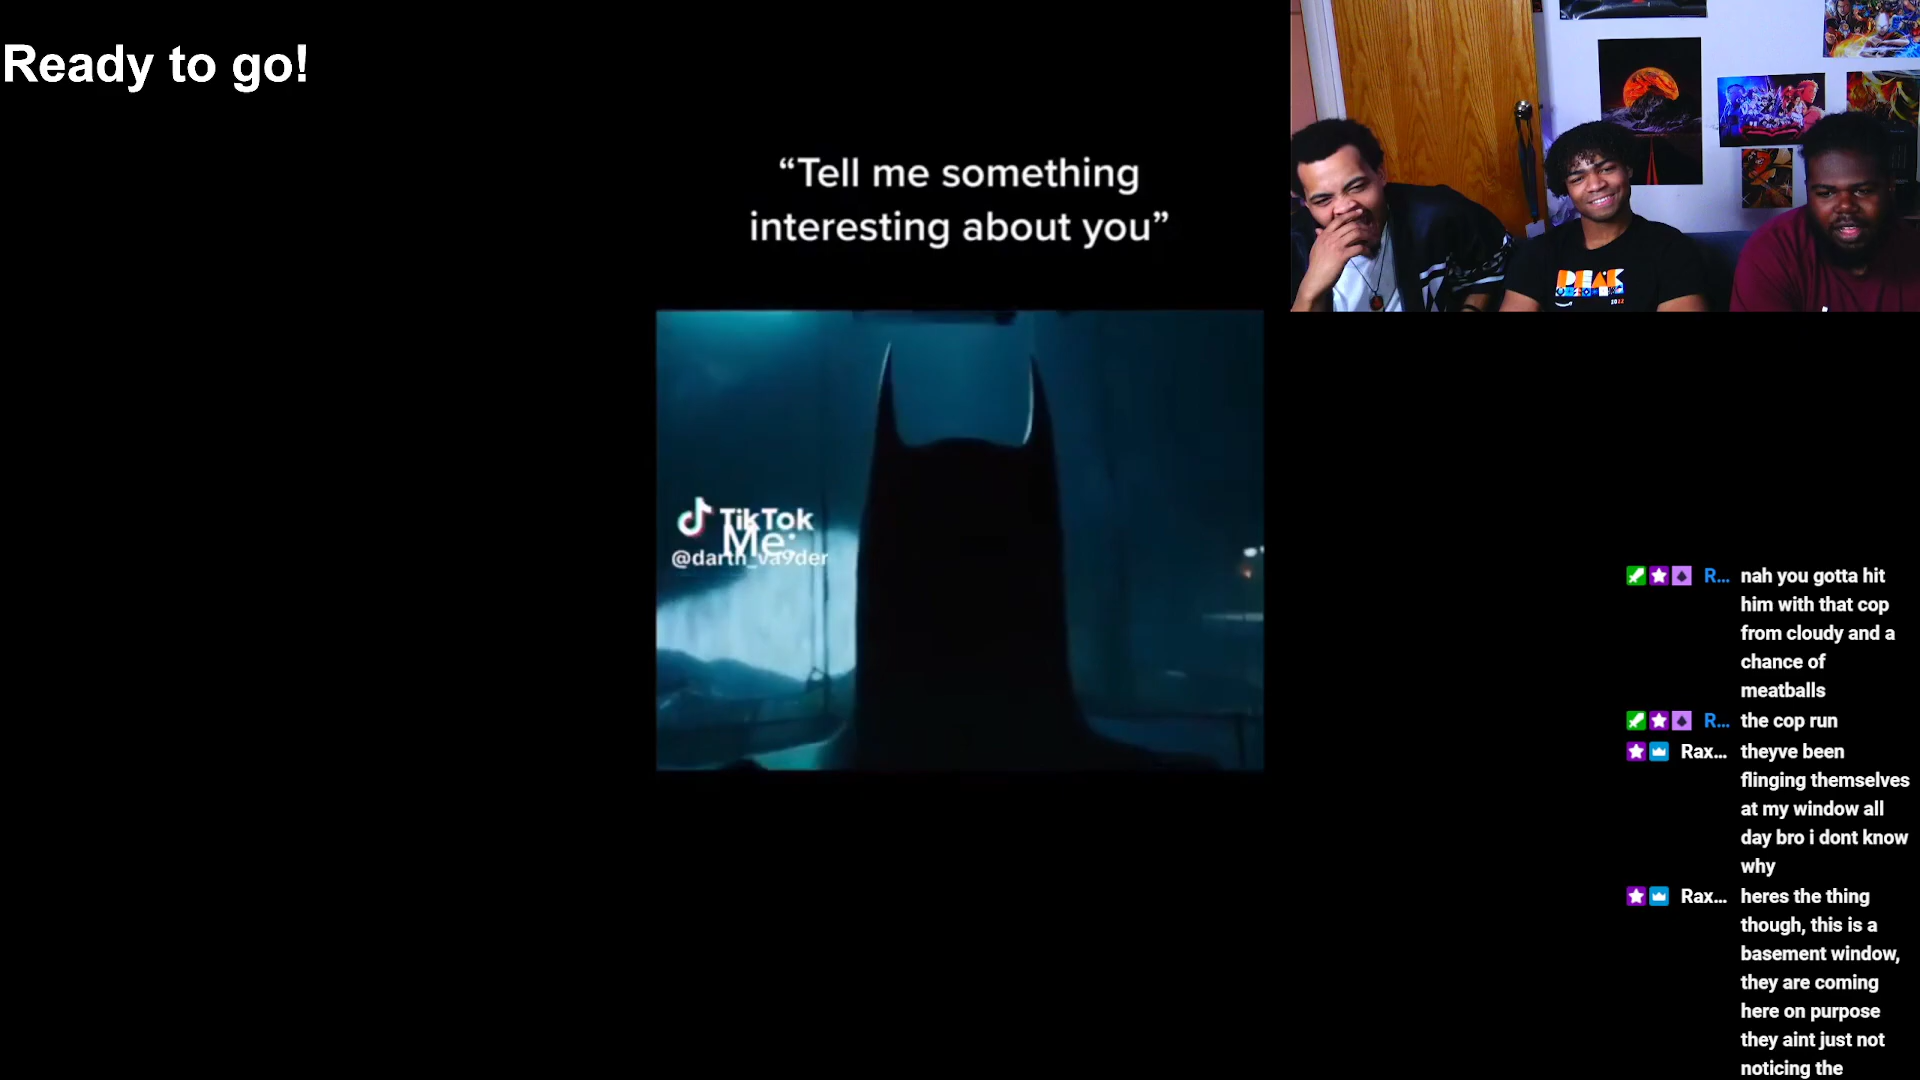 Ready to go!
“Tell me something
interesting about you”
TikTok
Me:
@darth_va9der
PEAK
2022
R... nah you gotta hit
him with that cop
from cloudy and a
chance of
meatballs
R... the cop run
Rax... theyve been
flinging themselves
at my window all
day bro i dont know
why
Rax... heres the thing
though, this is a
basement window,
they are coming
here on purpose
they aint just not
noticing the